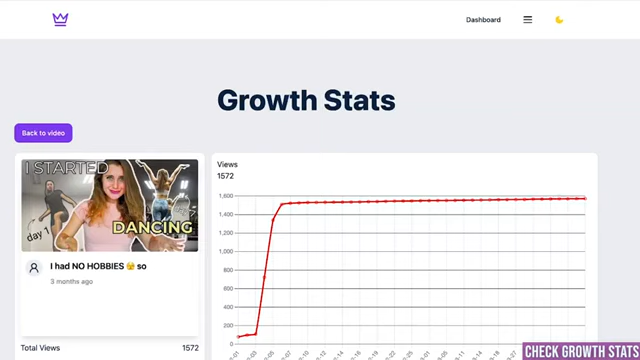 Dashboard
Growth Stats
Back to video
I STARTED
day 1
DANCING
I had NO HOBBIES 😢 so
3 months ago
Total Views 1572
Views
1572
1,600
1,400
1,200
1,000
800
600
400
200
CHECK GROWTH STATS